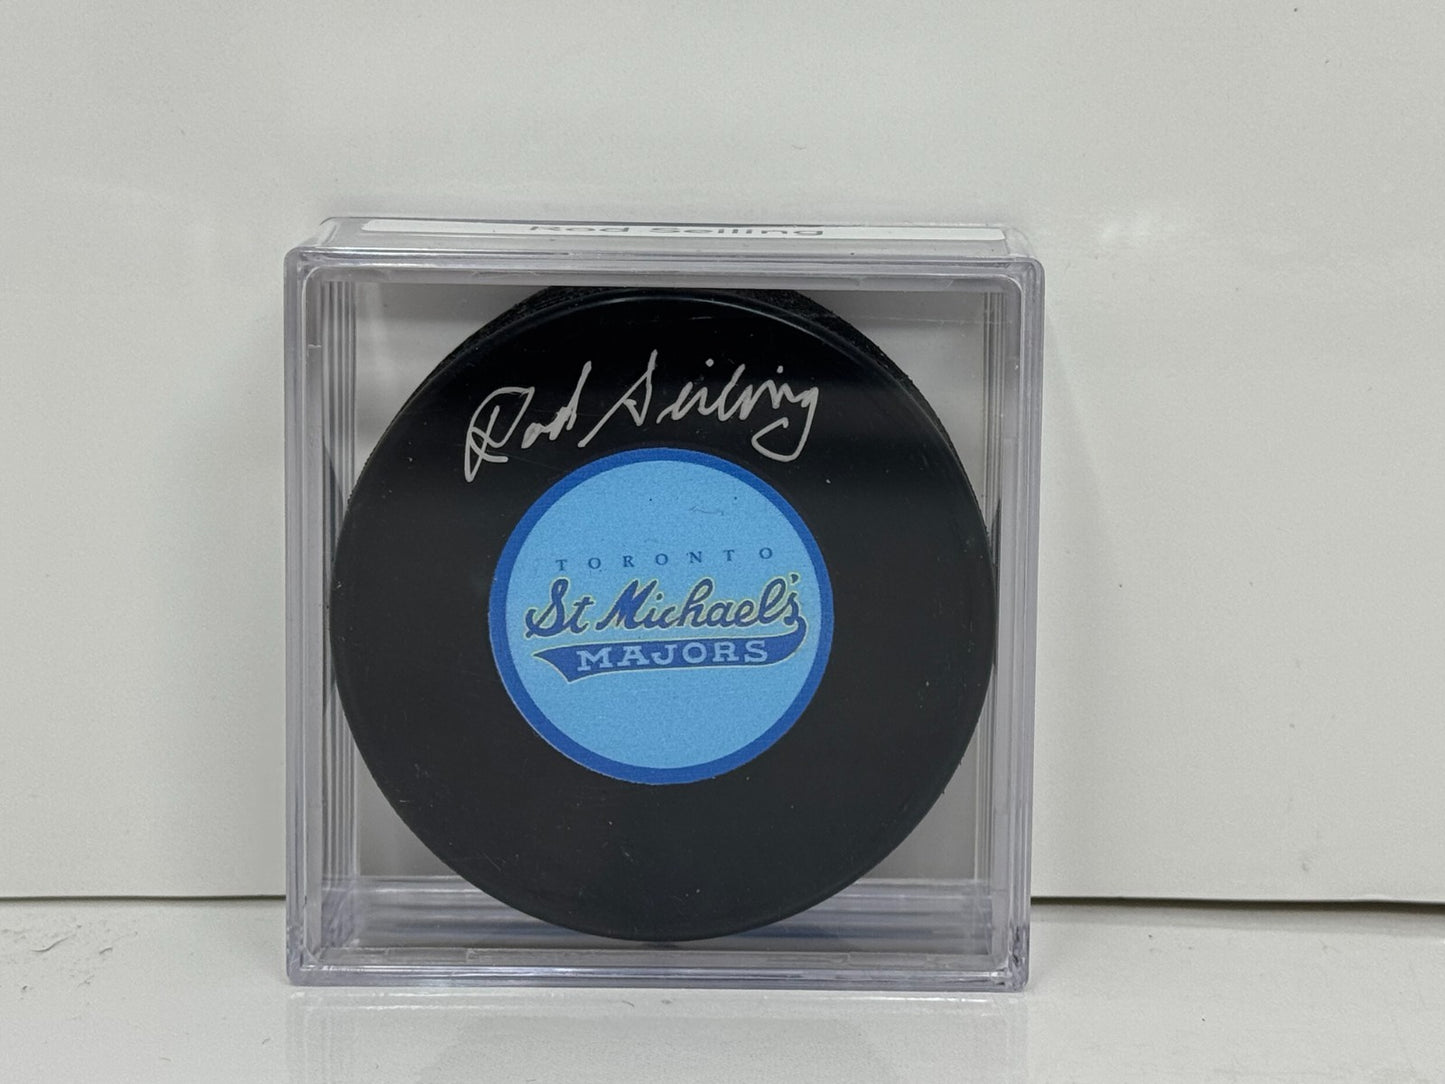 Rod Seiling
Rod Seiling
TORONTO
St Michael's
MAJORS